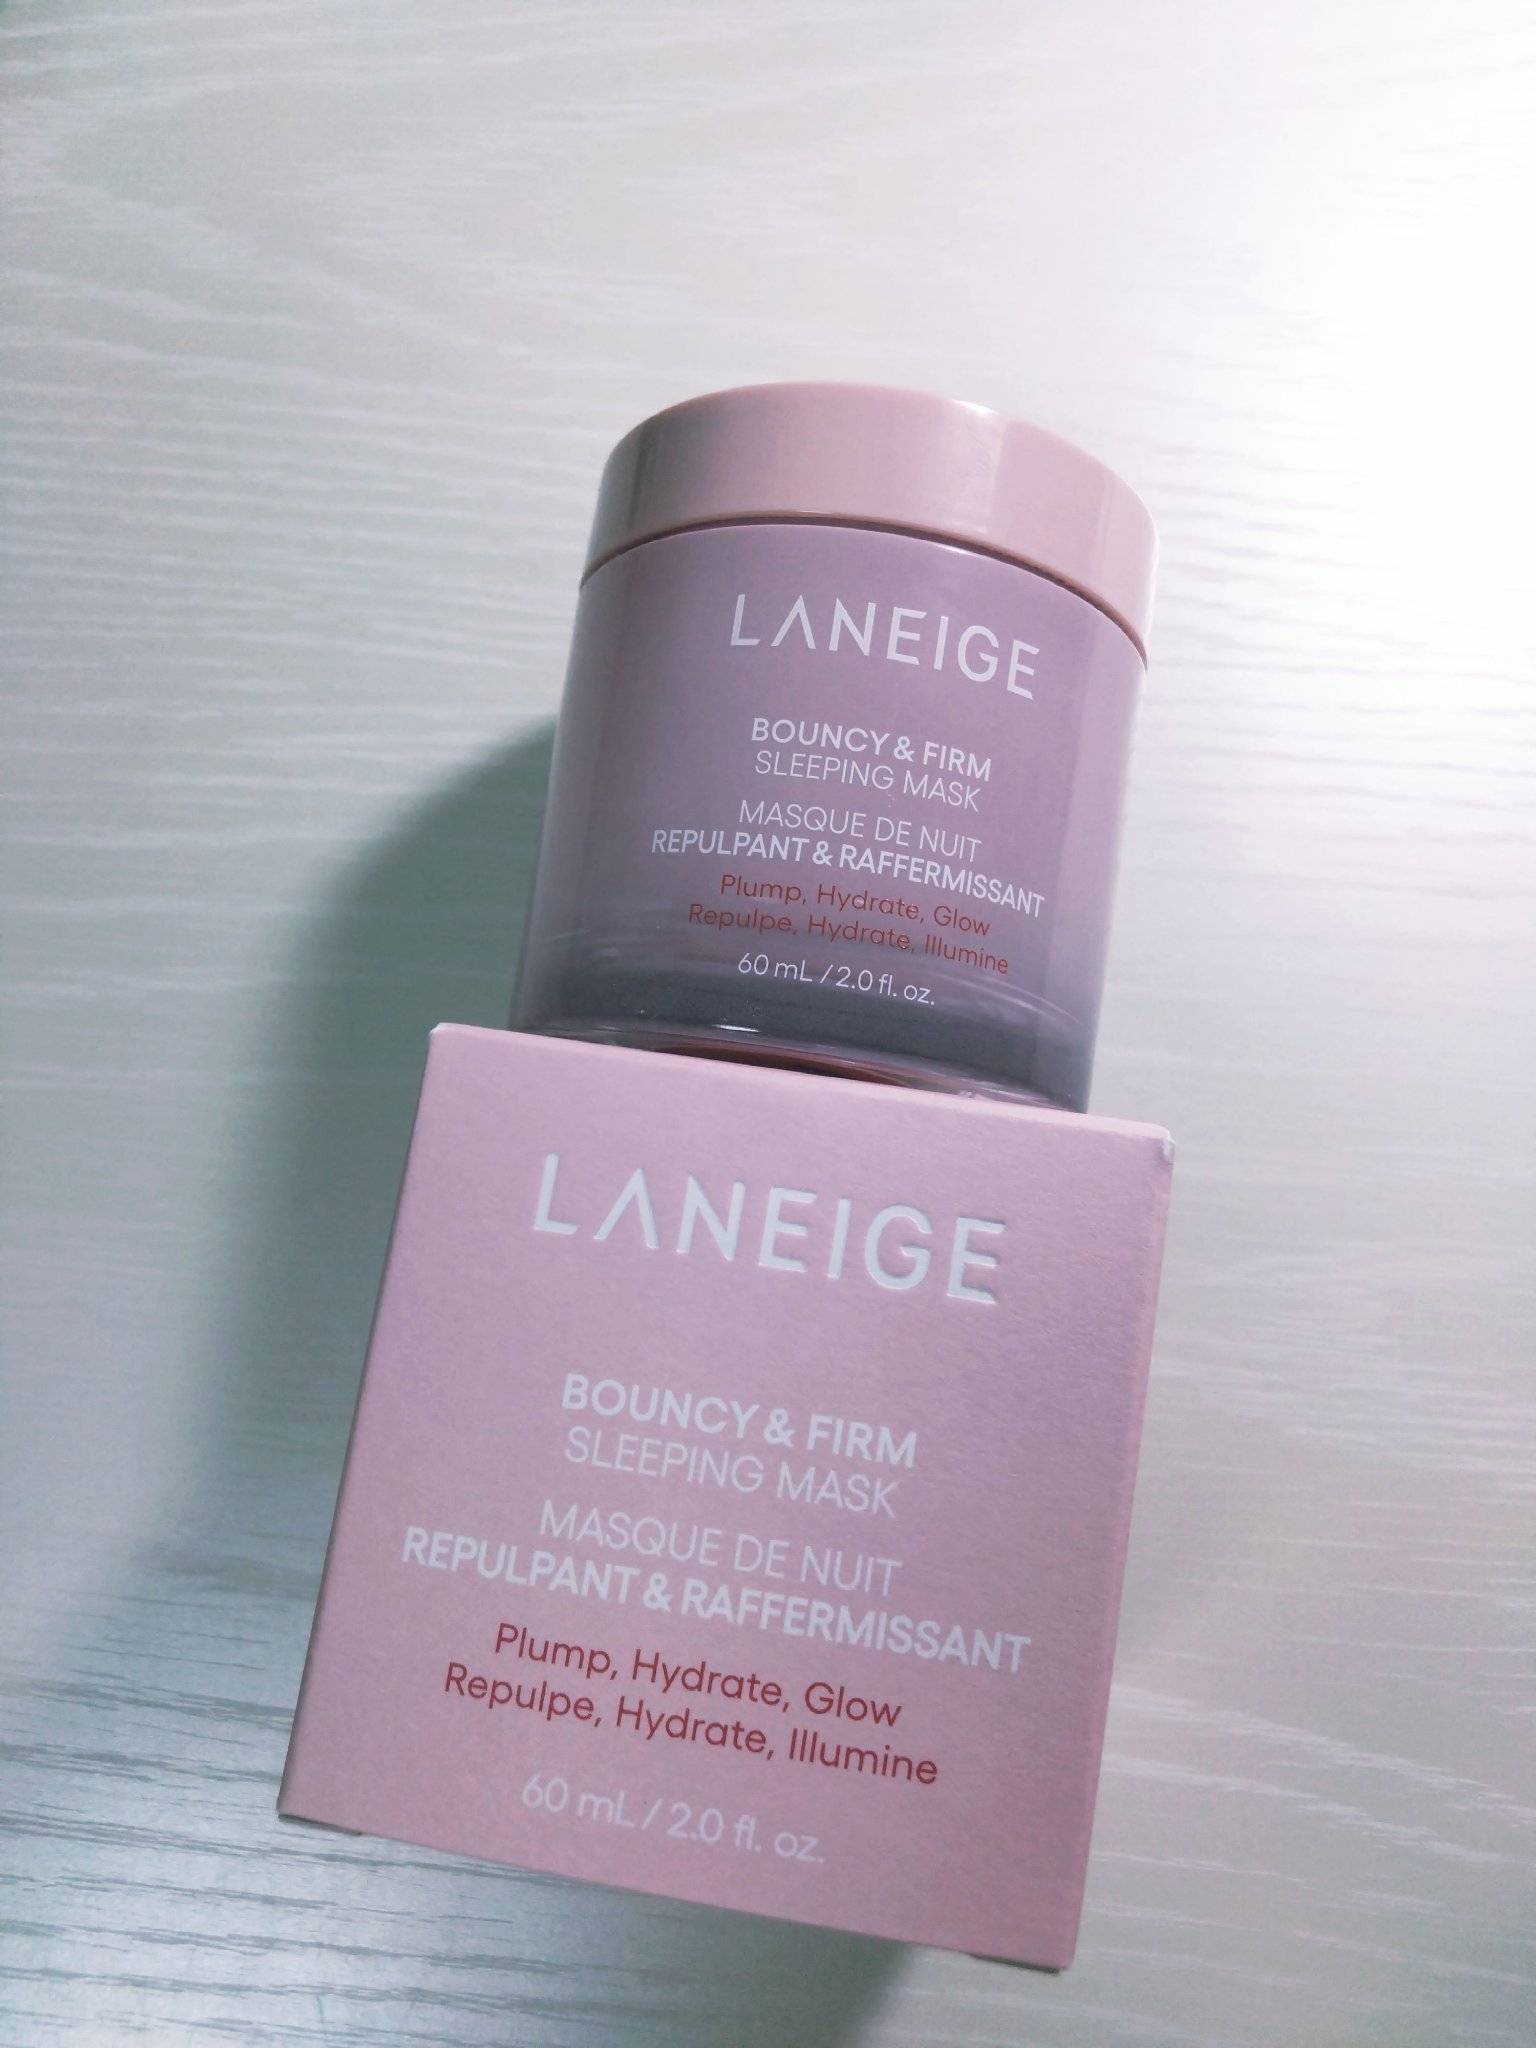 LANEIGE
BOUNCY & FIRM
SLEEPING MASK
MASQUE DE NUIT
REPULPANT & RAFFERMISSANT
Plump, Hydrate, Glow
Repulpe, Hydrate, Illumine
60 mL / 2.0 fl. oz.
LANEIGE
BOUNCY & FIRM
SLEEPING MASK
MASQUE DE NUIT
REPULPANT & RAFFERMISSANT
Plump, Hydrate, Glow
Repulpe, Hydrate, Illumine
60 mL / 2.0 fl. oz.